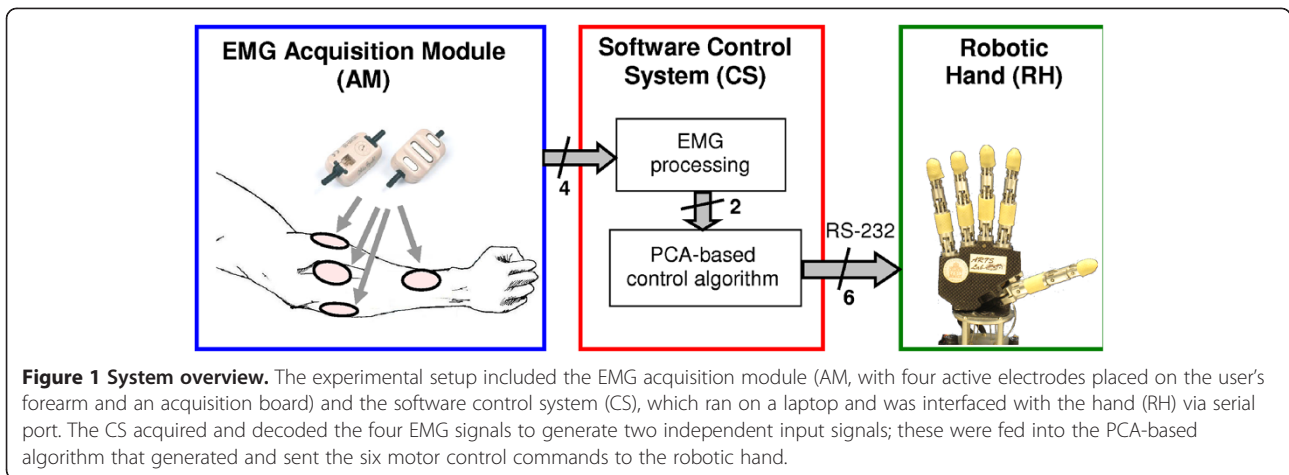 EMG Acquisition Module
(AM)
Software Control
System (CS)
Robotic
Hand (RH)
EMG
processing
4
2
PCA-based
control algorithm
RS-232
6
ARTS
Figure 1 System overview. The experimental setup included the EMG acquisition module (AM, with four active electrodes placed on the user's
forearm and an acquisition board) and the software control system (CS), which ran on a laptop and was interfaced with the hand (RH) via serial
port. The CS acquired and decoded the four EMG signals to generate two independent input signals; these were fed into the PCA-based
algorithm that generated and sent the six motor control commands to the robotic hand.